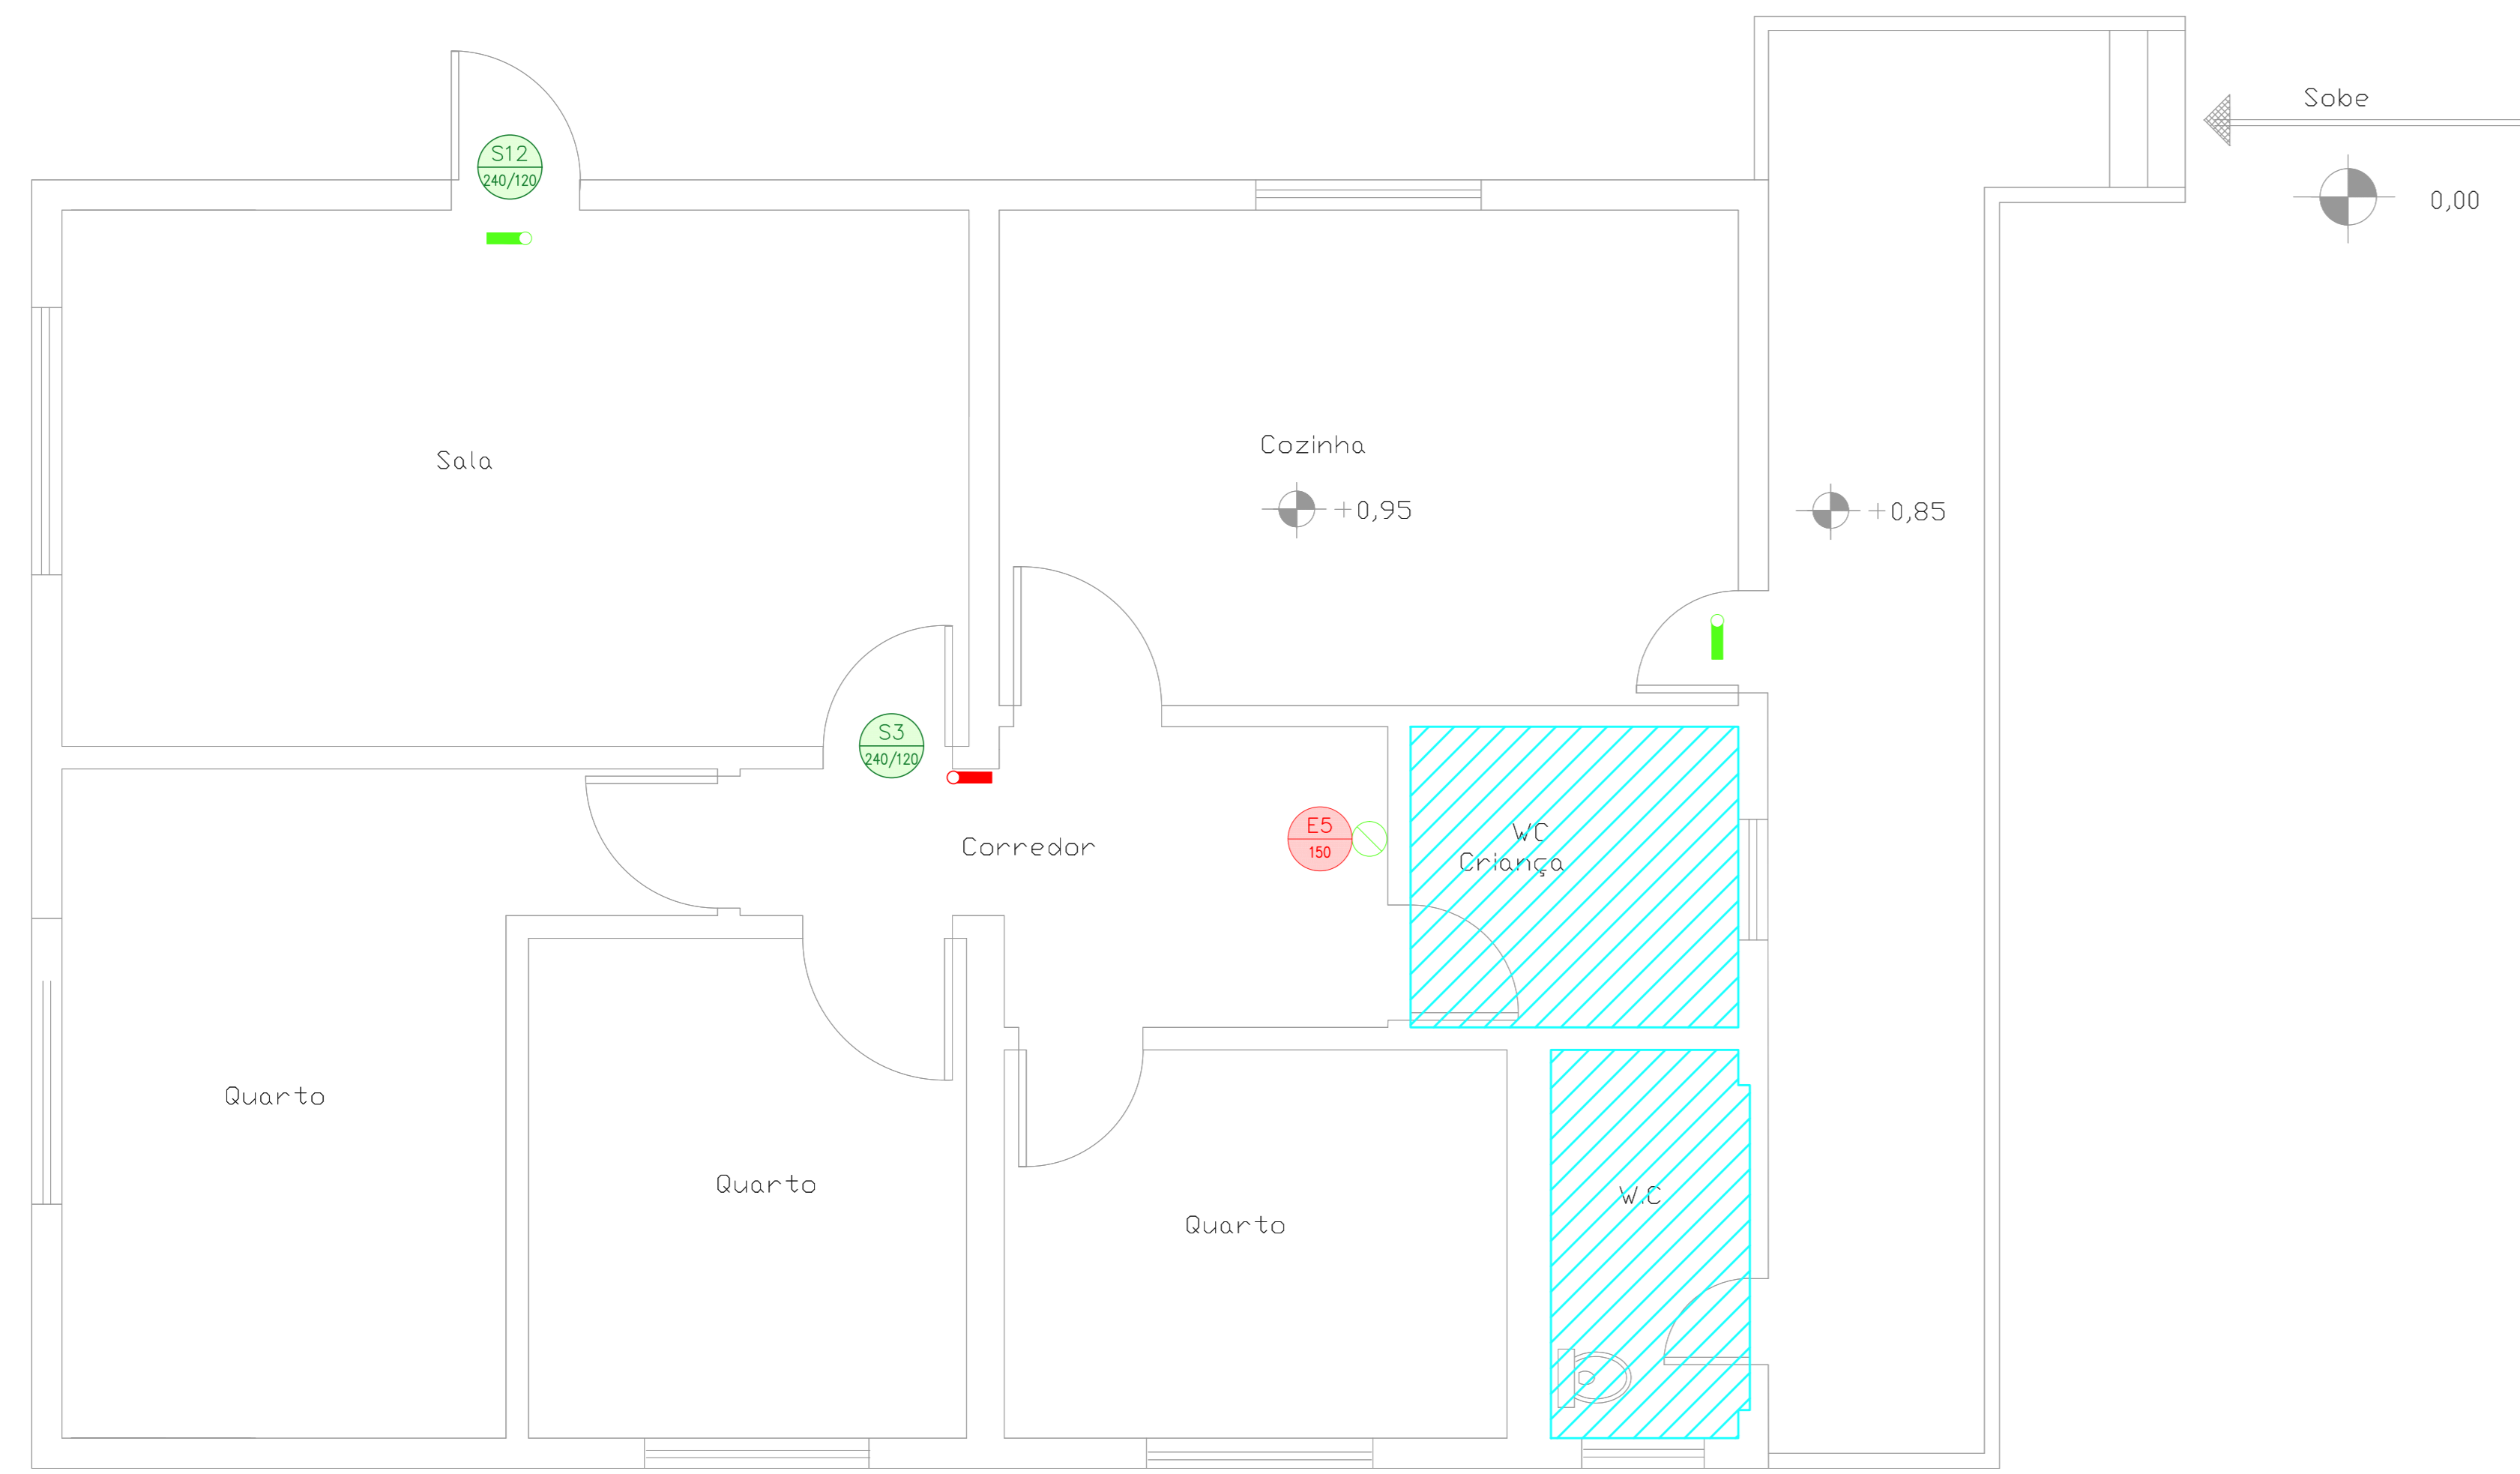 Sobe
S12
240/120
0,00
Sala
Cozinha
+0,95
+0,85
S3
240/120
E5
150
Corredor
WC
Criança
Quarto
Quarto
W.C
Quarto